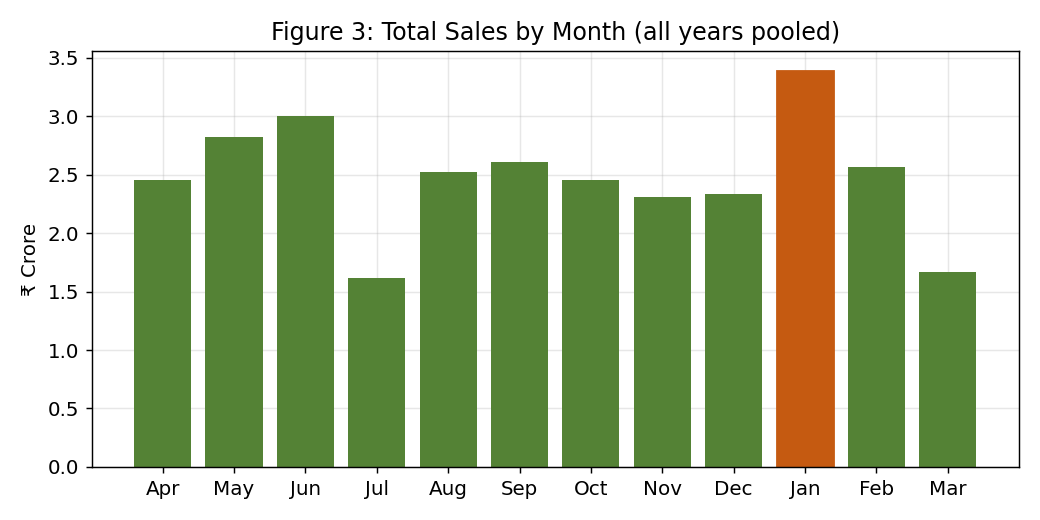 Figure 3: Total Sales by Month (all years pooled)
₹ Crore
3.5
3.0
2.5
2.0
1.5
1.0
0.5
0.0
Apr May Jun Jul Aug Sep Oct Nov Dec Jan Feb Mar